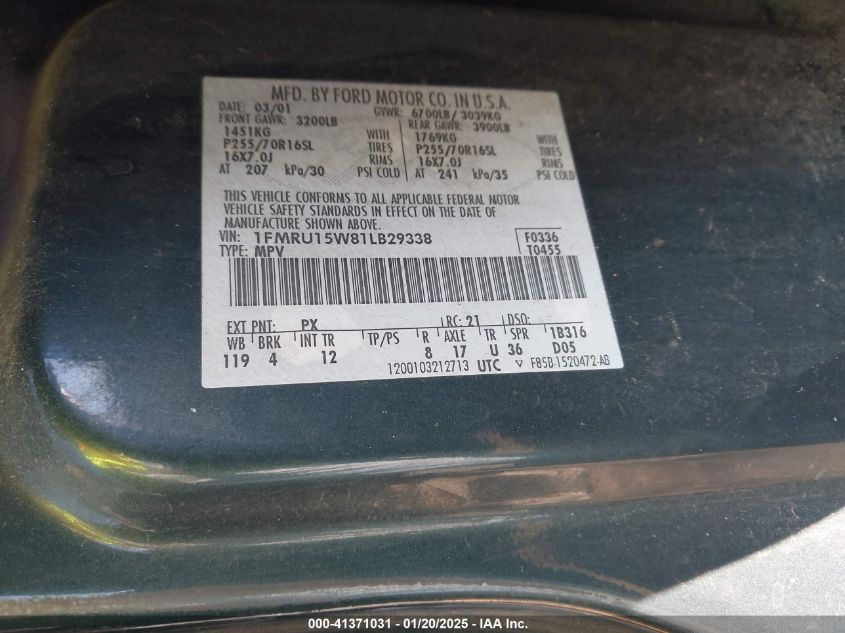 MFD. BY FORD MOTOR CO. IN U.S.A.
DATE: 03/01 GVWR: 6700LB/ 3039KG
FRONT GAWR: 3200LB REAR GAWR: 3900LB
1451KG WITH 1769KG WITH
P255/70R16SL TIRES P255/70R16SL TIRES
16X7.0J RIMS 16X7.0J RIMS
AT 207 kPa/30 PSI COLD AT 241 kPa/35 PSI COLD
THIS VEHICLE CONFORMS TO ALL APPLICABLE FEDERAL MOTOR
VEHICLE SAFETY STANDARDS IN EFFECT ON THE DATE OF
MANUFACTURE SHOWN ABOVE.
VIN: 1FMRU15W81LB29338 F0336
TYPE: MPV T0455
EXT PNT: PX RC: 21 DSO:
WB BRK INT TR TP/PS R AXLE TR SPR 1B316
119 4 12 8 17 U 36 D05
1200103212713 UTC V F85B-1520472-AB
000-41371031 - 01/20/2025 - IAA Inc.